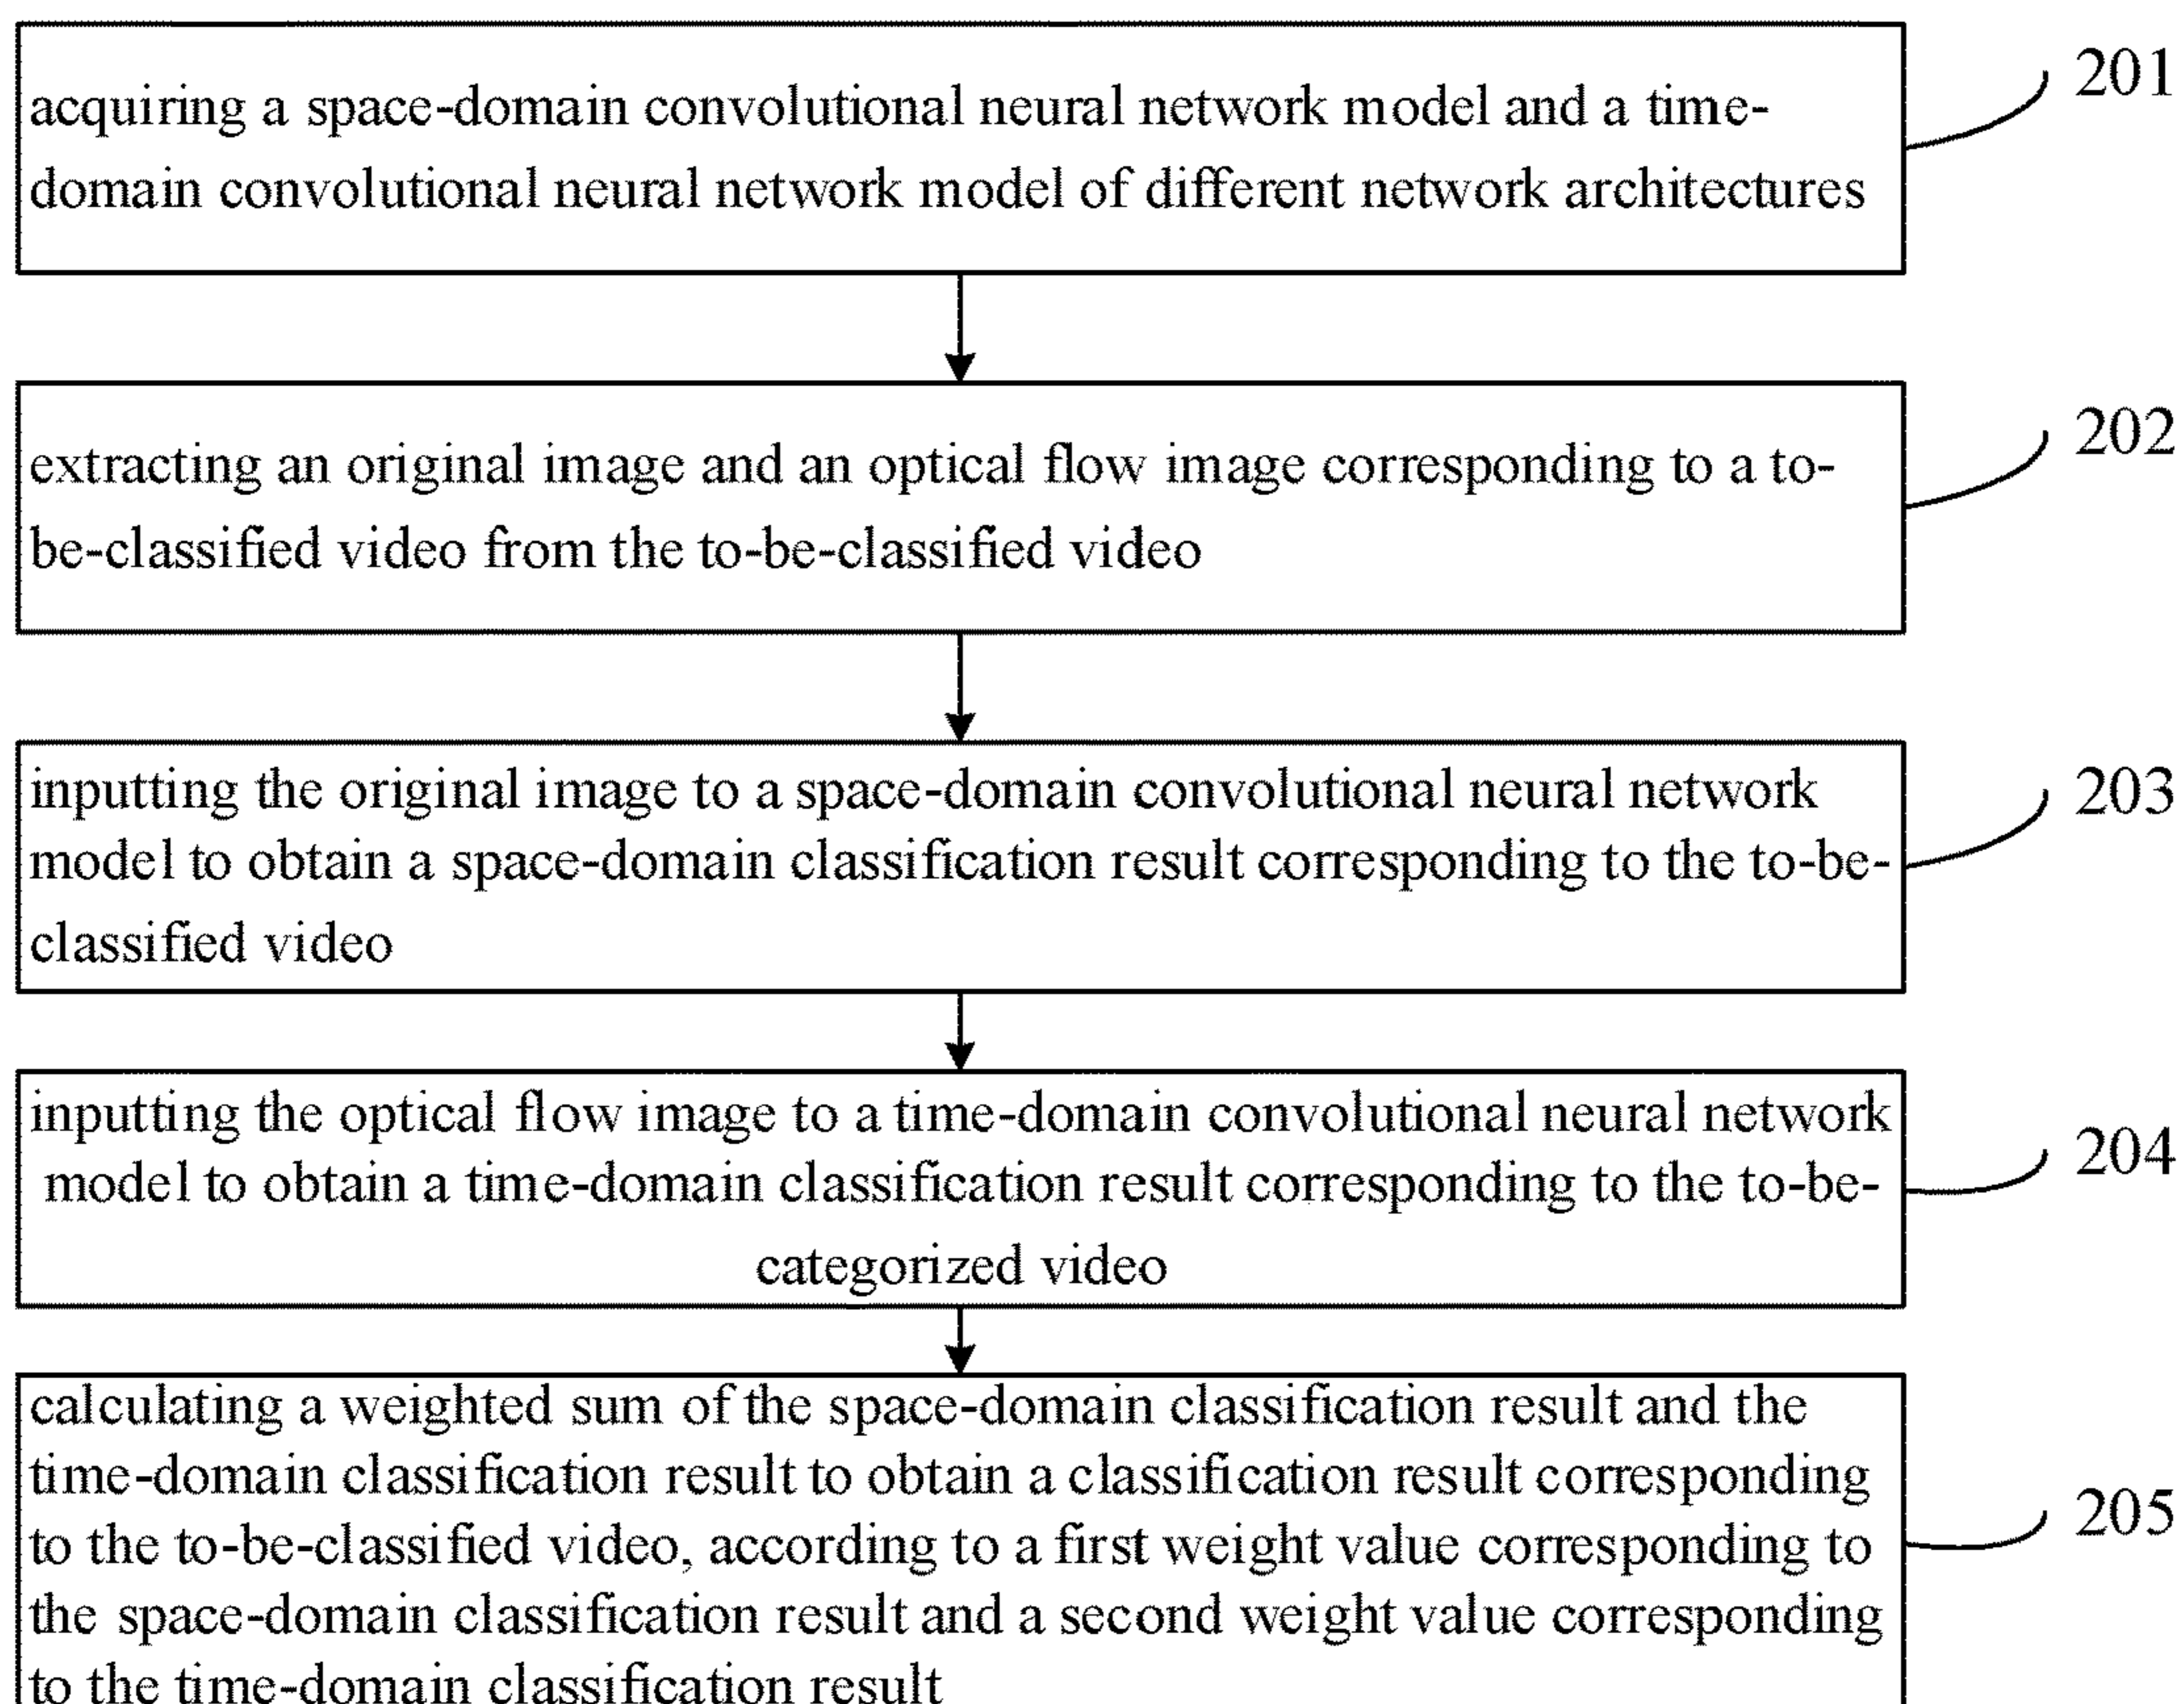 acquiring a space-domain convolutional neural network model and a time-
domain convolutional neural network model of different network architectures
201
extracting an original image and an optical flow image corresponding to a to-
be-classified video from the to-be-classified video
202
inputting the original image to a space-domain convolutional neural network
model to obtain a space-domain classification result corresponding to the to-be-
classified video
203
inputting the optical flow image to a time-domain convolutional neural network
model to obtain a time-domain classification result corresponding to the to-be-
categorized video
204
calculating a weighted sum of the space-domain classification result and the
time-domain classification result to obtain a classification result corresponding
to the to-be-classified video, according to a first weight value corresponding to
the space-domain classification result and a second weight value corresponding
to the time-domain classification result
205